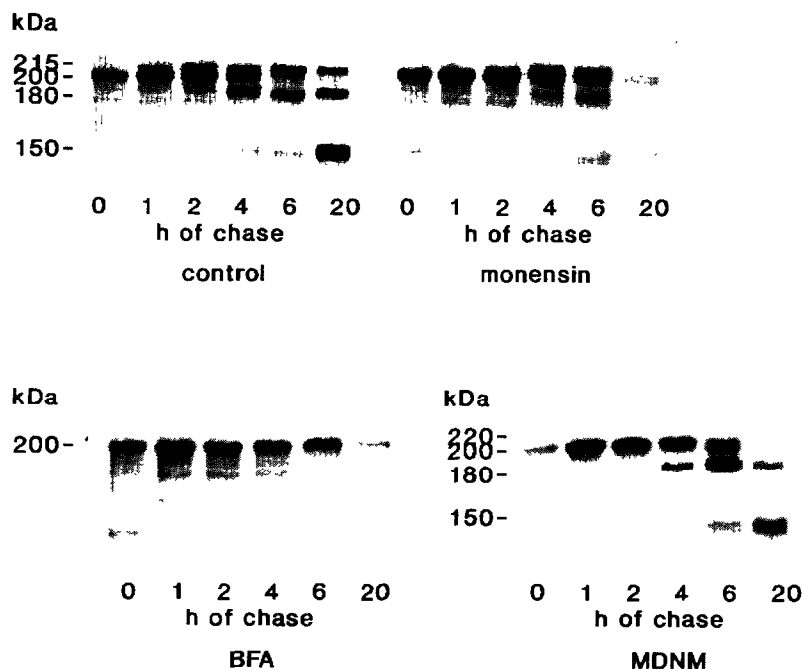 kDa
215-
200-
180-
150-
0 1 2 4 6 20 0 1 2 4 6 20
h of chase h of chase
control monensin
kDa kDa
200- 220-
200-
180-
150-
0 1 2 4 6 20 0 1 2 4 6 20
h of chase h of chase
BFA MDNM